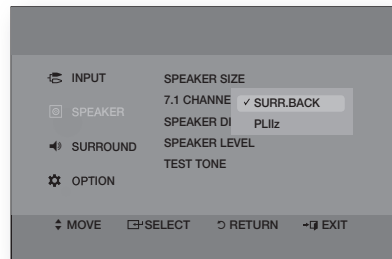 INPUT
SPEAKER
SURROUND
OPTION
SPEAKER SIZE
7.1 CHANNE
SPEAKER DI
SPEAKER LEVEL
TEST TONE
✓ SURR.BACK
PLIIz
MOVE SELECT RETURN EXIT